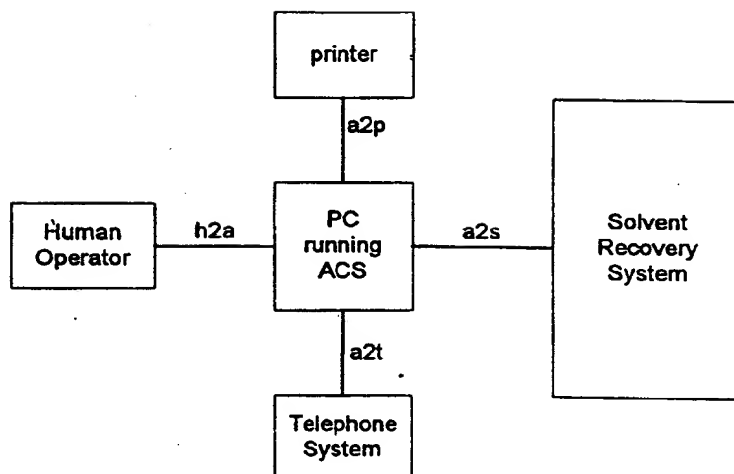 printer
a2p
Human
Operator
h2a
PC
running
ACS
a2s
Solvent
Recovery
System
a2t
Telephone
System